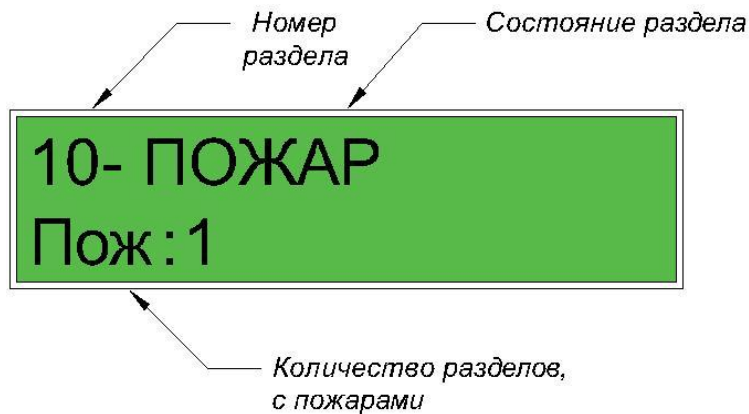 Номер
раздела
Состояние раздела
10- ПОЖАР
Пож:1
Количество разделов,
с пожарами